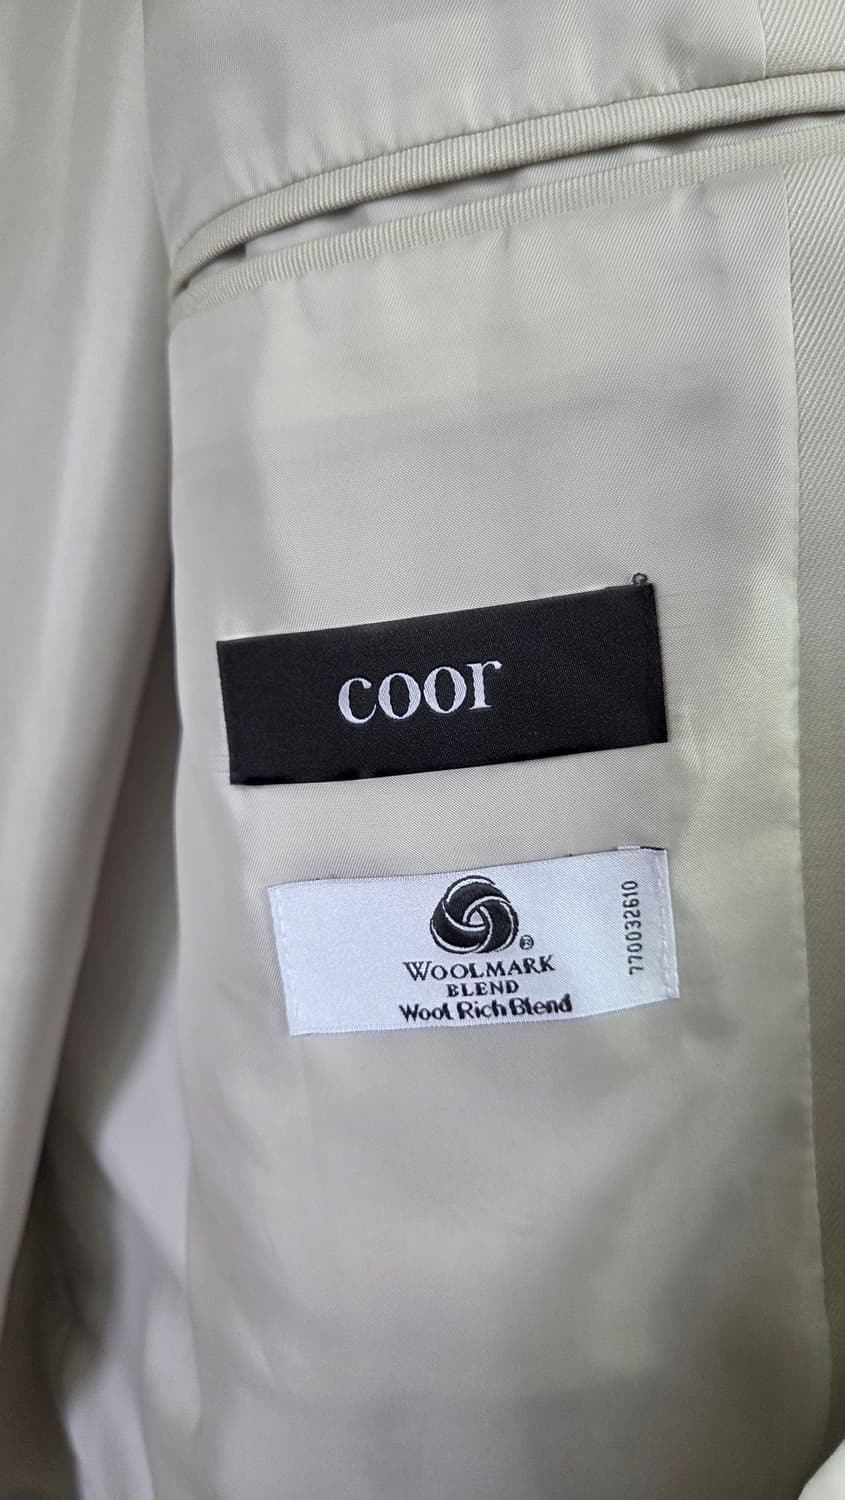 coor
WOOLMARK
BLEND
Wool Rich Blend
770032610
®